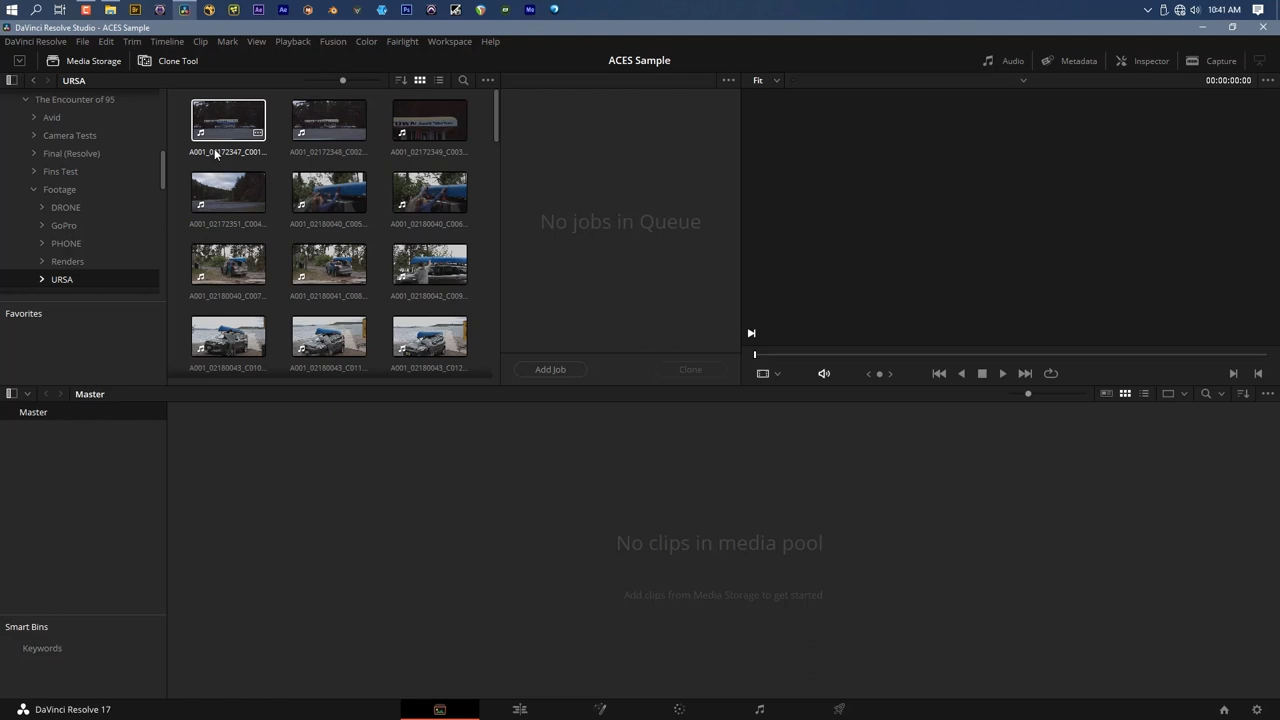 10:41 AM
DaVinci Resolve Studio - ACES Sample
DaVinci Resolve File Edit Trim Timeline Clip Mark View Playback Fusion Color Fairlight Workspace Help
Media Storage Clone Tool ACES Sample Audio Metadata Inspector Capture
URSA Fit 00:00:00:00
The Encounter of 95
Avid
Camera Tests
Final (Resolve)
Fins Test
Footage
DRONE
GoPro
PHONE
Renders
URSA
Favorites
A001_02172347_C001... A001_02172348_C002... A001_02172349_C003...
A001_02172351_C004... A001_02180040_C005... A001_02180040_C006...
A001_02180040_C007... A001_02180041_C008... A001_02180042_C009...
A001_02180043_C010... A001_02180043_C011... A001_02180043_C012...
No jobs in Queue
Add Job Clone
Master
Master
No clips in media pool
Add clips from Media Storage to get started
Smart Bins
Keywords
DaVinci Resolve 17